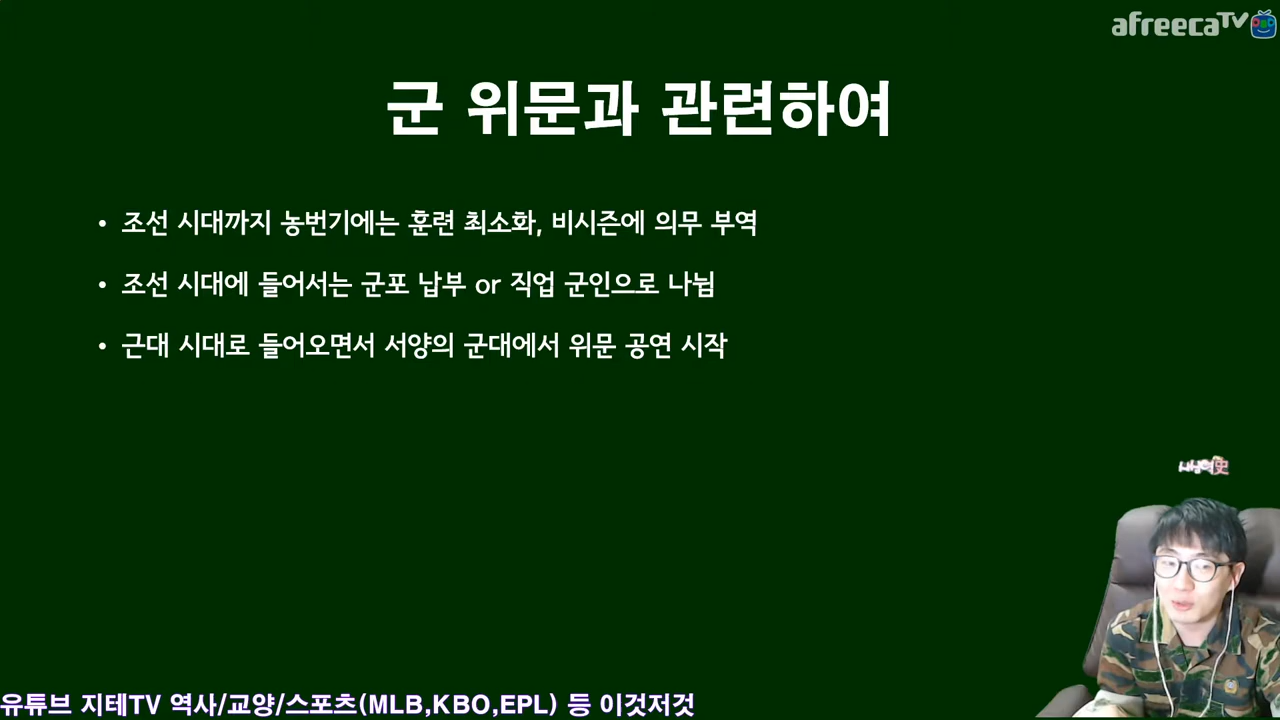 afreecaTV
군 위문과 관련하여
• 조선 시대까지 농번기에는 훈련 최소화, 비시즌에 의무 부역
• 조선 시대에 들어서는 군포 납부 or 직업 군인으로 나뉨
• 근대 시대로 들어오면서 서양의 군대에서 위문 공연 시작
유튜브 지테TV 역사/교양/스포츠(MLB,KBO,EPL) 등 이것저것